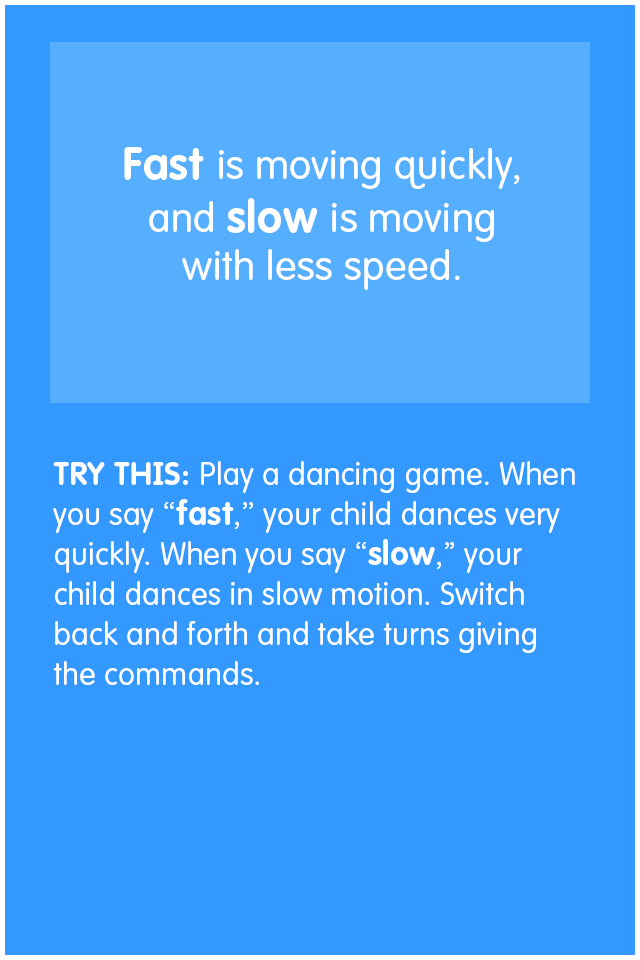 Fast is moving quickly,
and slow is moving
with less speed.
TRY THIS: Play a dancing game. When
you say “fast,” your child dances very
quickly. When you say “slow,” your
child dances in slow motion. Switch
back and forth and take turns giving
the commands.